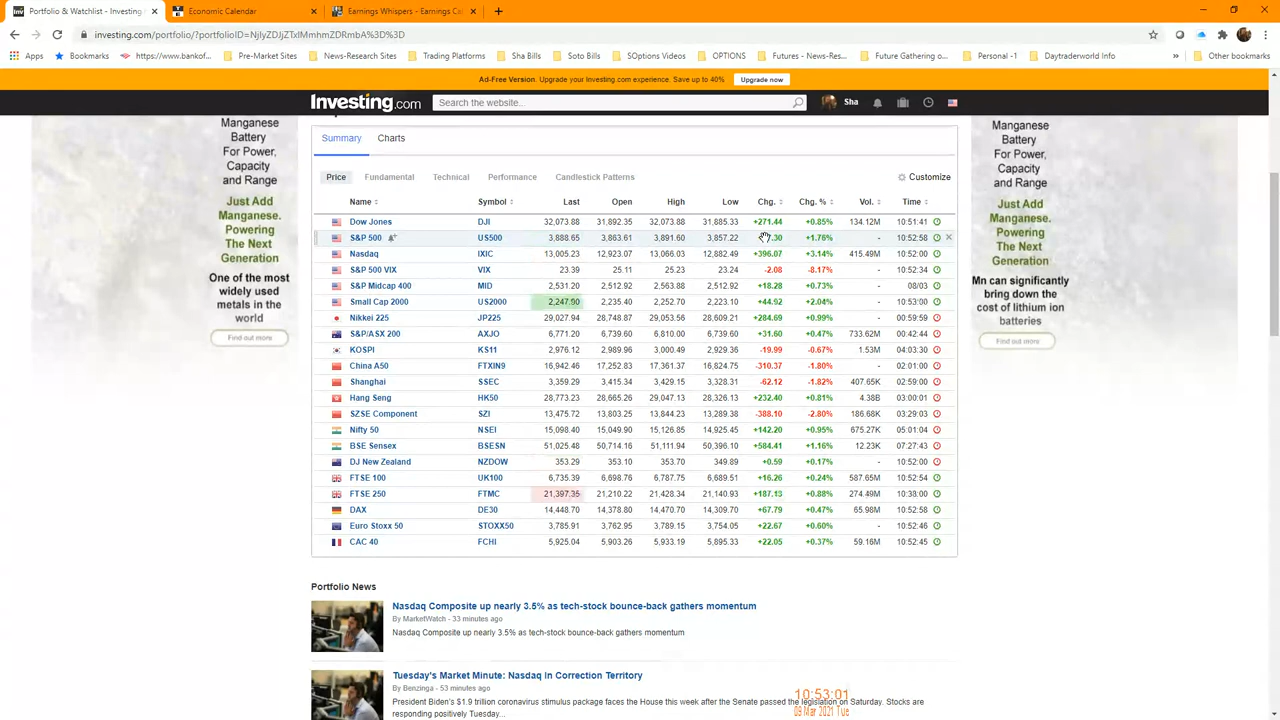 Portfolio & Watchlist - Investing.c
Economic Calendar
Earnings Whispers - Earnings Ca
investing.com/portfolio/?portfolioID=NjIyZDJjZTxlMmhmZDRmbA%3D%3D
Apps
Bookmarks
https://www.bankof...
Pre-Market Sites
News-Research Sites
Trading Platforms
Sha Bills
Soto Bills
SOptions Videos
OPTIONS
Futures - News-Res...
Future Gathering o...
Personal -1
Daytraderworld Info
»
Other bookmarks
Ad-Free Version. Upgrade your Investing.com experience. Save up to 40%
Upgrade now
Investing.com
Search the website...
Sha
Manganese
Battery
For Power,
Capacity
and Range
Just Add
Manganese.
Powering
The Next
Generation
One of the most
widely used
metals in the
world
Find out more
Manganese
Battery
For Power,
Capacity
and Range
Just Add
Manganese.
Powering
The Next
Generation
Mn can significantly
bring down the
cost of lithium ion
batteries
Find out more
Summary Charts
Price Fundamental Technical Performance Candlestick Patterns Customize
Name Symbol Last Open High Low Chg. Chg. % Vol. Time
Dow Jones DJI 32,073.88 31,892.35 32,073.88 31,885.33 +271.44 +0.85% 134.12M 10:51:41
S&P 500 US500 3,888.65 3,863.61 3,891.60 3,857.22 7.30 +1.76% - 10:52:58
Nasdaq IXIC 13,005.23 12,923.07 13,066.03 12,882.49 +396.07 +3.14% 415.49M 10:52:00
S&P 500 VIX VIX 23.39 25.11 25.23 23.24 -2.08 -8.17% - 10:52:34
S&P Midcap 400 MID 2,531.20 2,512.92 2,563.88 2,512.92 +18.28 +0.73% - 08/03
Small Cap 2000 US2000 2,247.90 2,235.40 2,252.70 2,223.10 +44.92 +2.04% - 10:53:00
Nikkei 225 JP225 29,027.94 28,748.87 29,053.56 28,609.21 +284.69 +0.99% - 00:59:59
S&P/ASX 200 AXJO 6,771.20 6,739.60 6,810.00 6,739.60 +31.60 +0.47% 733.62M 00:42:44
KOSPI KS11 2,976.12 2,989.96 3,000.49 2,929.36 -19.99 -0.67% 1.53M 04:03:30
China A50 FTXIN9 16,942.46 17,252.83 17,361.37 16,824.75 -310.37 -1.80% - 02:01:00
Shanghai SSEC 3,359.29 3,415.34 3,429.15 3,328.31 -62.12 -1.82% 407.65K 02:59:00
Hang Seng HK50 28,773.23 28,665.26 29,047.13 28,326.13 +232.40 +0.81% 4.38B 03:00:01
SZSE Component SZI 13,475.72 13,803.25 13,844.23 13,289.38 -388.10 -2.80% 186.68K 03:29:03
Nifty 50 NSEI 15,098.40 15,049.90 15,126.85 14,925.45 +142.20 +0.95% 675.27K 05:01:04
BSE Sensex BSESN 51,025.48 50,714.16 51,111.94 50,396.10 +584.41 +1.16% 12.23K 07:27:43
DJ New Zealand NZDOW 353.29 353.10 353.70 349.89 +0.59 +0.17% - 10:52:00
FTSE 100 UK100 6,735.39 6,698.76 6,787.75 6,689.51 +16.26 +0.24% 587.65M 10:52:54
FTSE 250 FTMC 21,397.35 21,210.22 21,428.34 21,140.93 +187.13 +0.88% 274.49M 10:38:00
DAX DE30 14,448.70 14,378.80 14,470.70 14,309.70 +67.79 +0.47% 65.98M 10:52:58
Euro Stoxx 50 STOXX50 3,785.91 3,762.95 3,789.15 3,754.05 +22.67 +0.60% - 10:52:46
CAC 40 FCHI 5,925.04 5,903.26 5,933.19 5,895.33 +22.05 +0.37% 59.16M 10:52:45
Portfolio News
Nasdaq Composite up nearly 3.5% as tech-stock bounce-back gathers momentum
By MarketWatch - 33 minutes ago
Nasdaq Composite up nearly 3.5% as tech-stock bounce-back gathers momentum
Tuesday's Market Minute: Nasdaq in Correction Territory
By Benzinga - 53 minutes ago
President Biden's $1.9 trillion coronavirus stimulus package faces the House this week after the Senate passed the legislation on Saturday. Stocks are
responding positively Tuesday...
10:53:01
09 Mar 2021 Tue